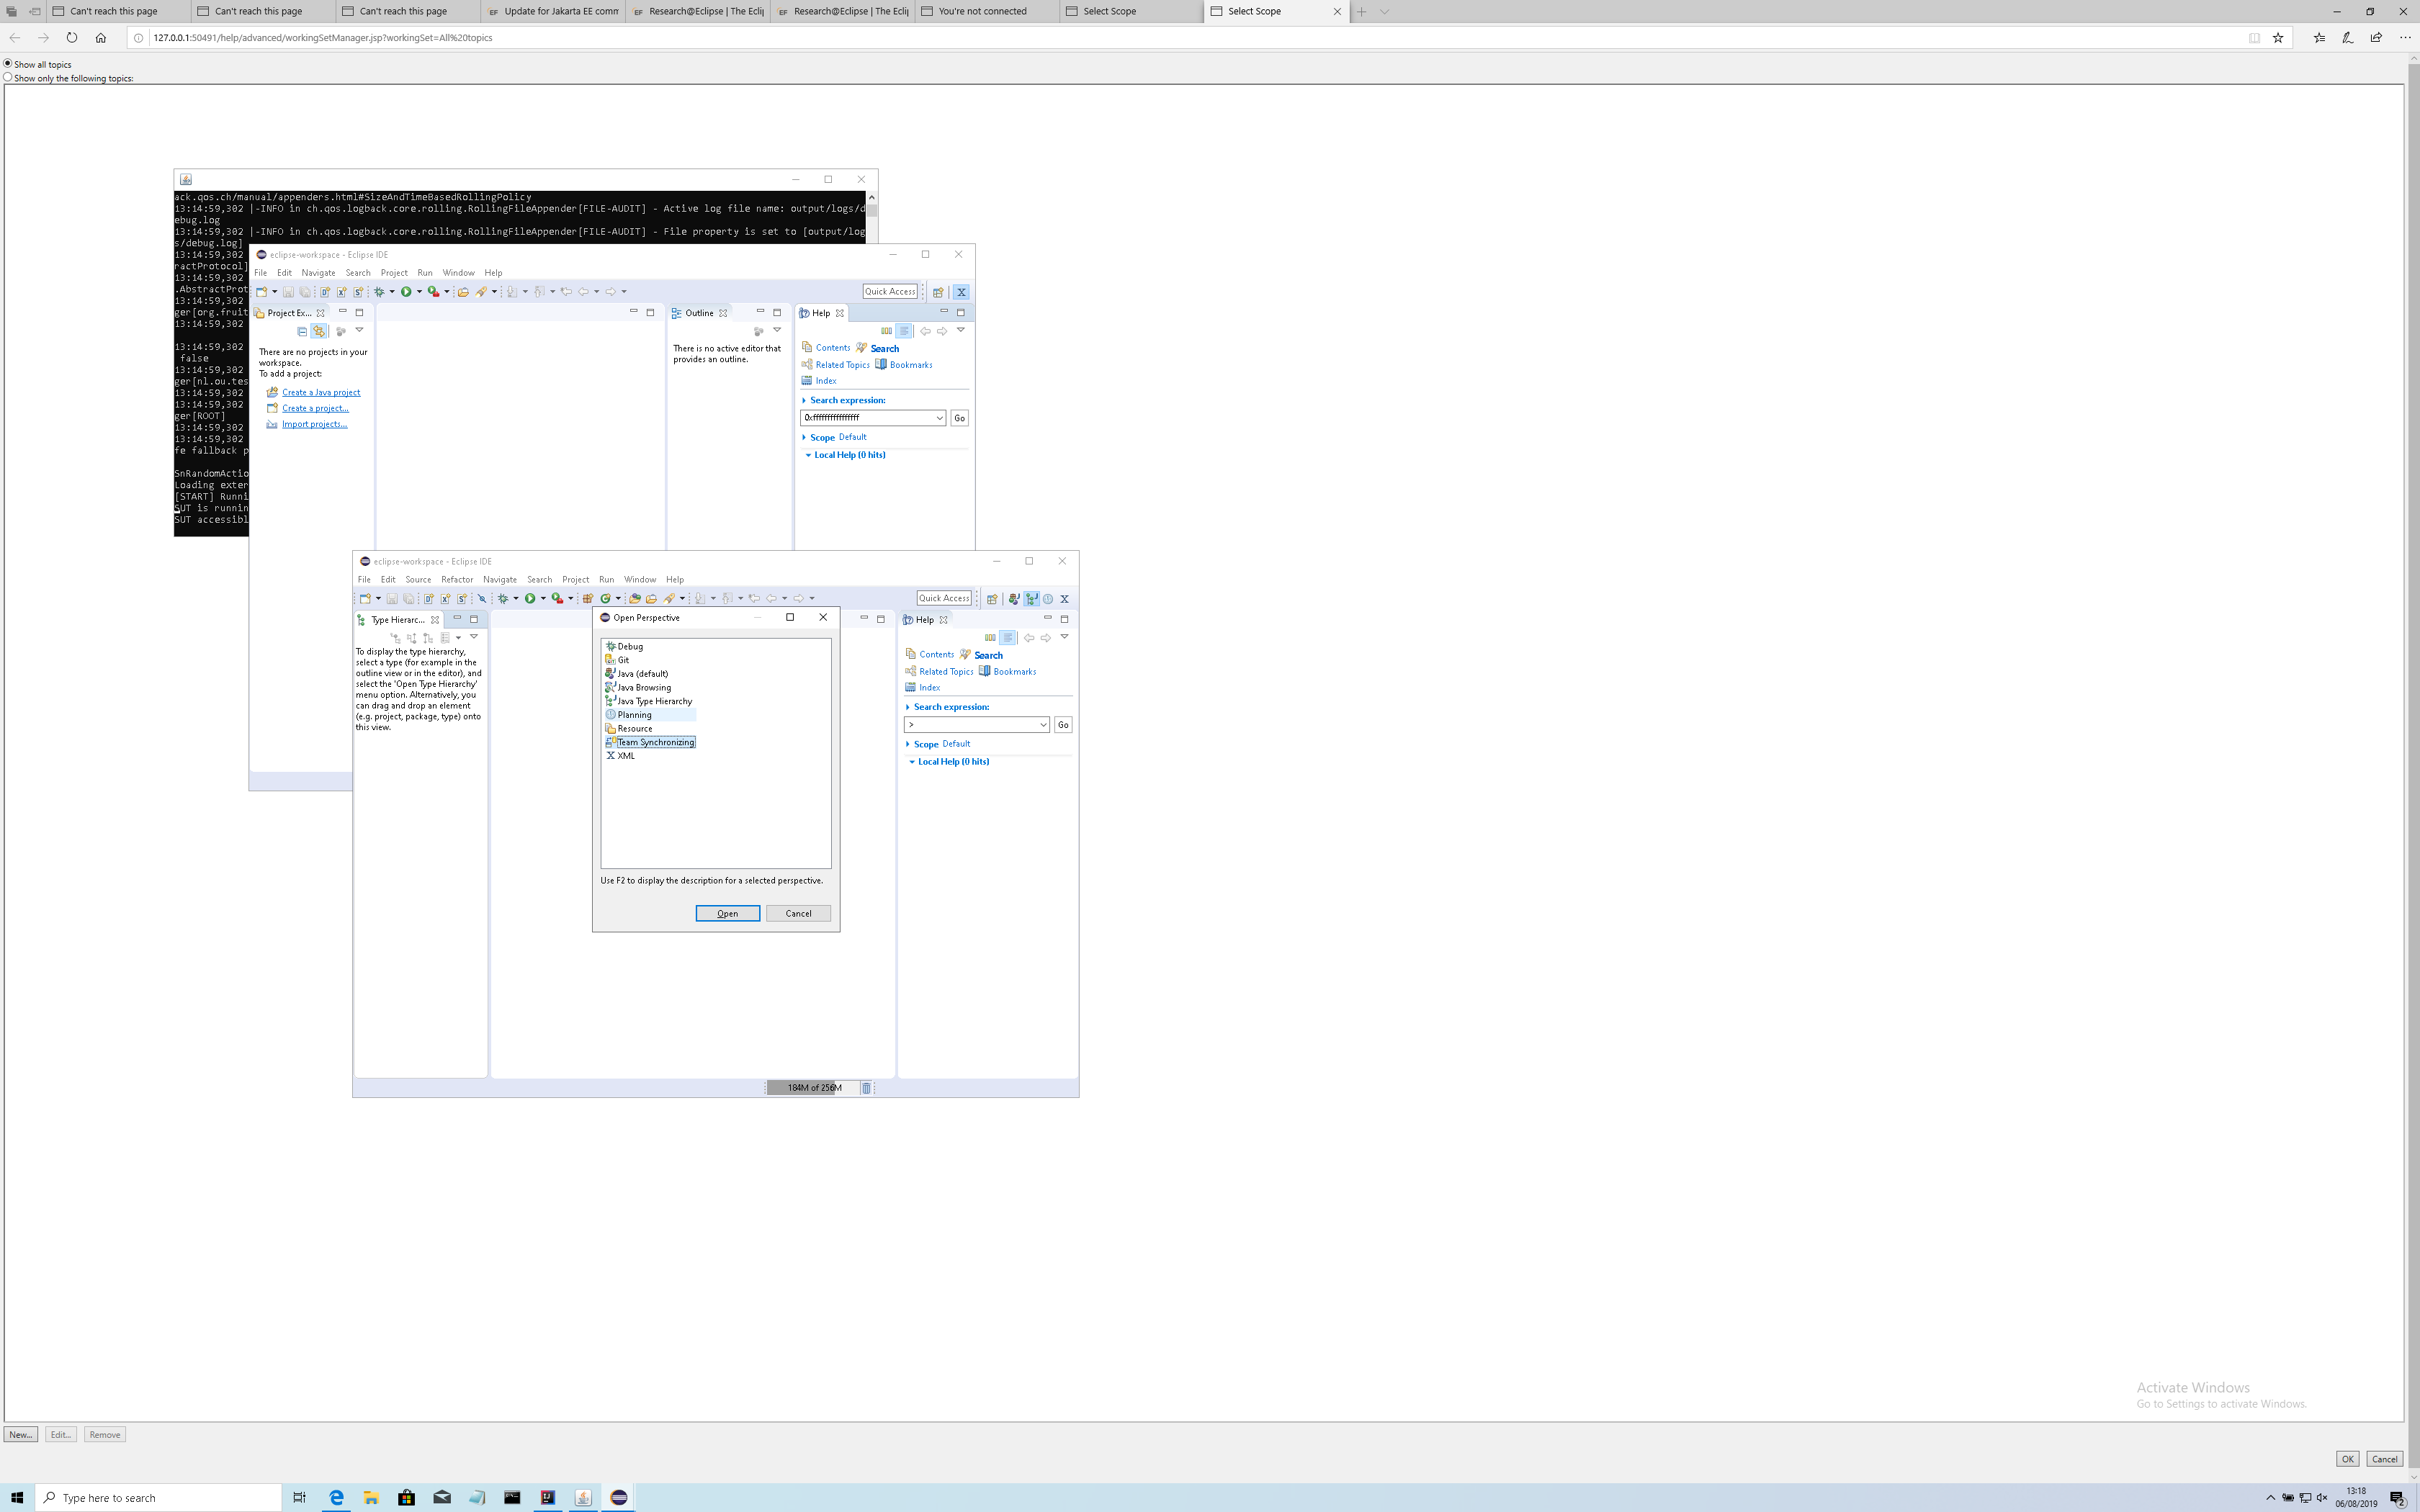 Can't reach this page
Can't reach this page
Can't reach this page
Update for Jakarta EE comm
Research@Eclipse | The Ecli
Research@Eclipse | The Ecli
You're not connected
Select Scope
Select Scope
127.0.0.1:50491/help/advanced/workingSetManager.jsp?workingSet=All%20topics
Show all topics
Show only the following topics:
ack.qos.ch/manual/appenders.html#SizeAndTimeBasedRollingPolicy
13:14:59,302 |-INFO in ch.qos.logback.core.rolling.RollingFileAppender[FILE-AUDIT] - Active log file name: output/logs/d
ebug.log
13:14:59,302 |-INFO in ch.qos.logback.core.rolling.RollingFileAppender[FILE-AUDIT] - File property is set to [output/log
s/debug.log]
13:14:59,302
ractProtocol]
13:14:59,302
.AbstractProt
13:14:59,302
ger[org.fruit
13:14:59,302
13:14:59,302
false
13:14:59,302
ger[nl.ou.tes
13:14:59,302
13:14:59,302
ger[ROOT]
13:14:59,302
13:14:59,302
fe fallback p
SnRandomActio
Loading exter
[START] Runni
SUT is runnin
SUT accessibl
eclipse-workspace - Eclipse IDE
File Edit Navigate Search Project Run Window Help
Quick Access
Project Ex...
There are no projects in your
workspace.
To add a project:
Create a Java project
Create a project...
Import projects...
Outline
There is no active editor that
provides an outline.
Help
Contents Search
Related Topics Bookmarks
Index
Search expression:
0xffffffffffffffff
Go
Scope Default
Local Help (0 hits)
eclipse-workspace - Eclipse IDE
File Edit Source Refactor Navigate Search Project Run Window Help
Quick Access
Type Hierarc...
To display the type hierarchy,
select a type (for example in the
outline view or in the editor), and
select the 'Open Type Hierarchy'
menu option. Alternatively, you
can drag and drop an element
(e.g. project, package, type) onto
this view.
Open Perspective
Debug
Git
Java (default)
Java Browsing
Java Type Hierarchy
Planning
Resource
Team Synchronizing
XML
Use F2 to display the description for a selected perspective.
Open Cancel
Help
Contents Search
Related Topics Bookmarks
Index
Search expression:
>
Go
Scope Default
Local Help (0 hits)
184M of 256M
Activate Windows
Go to Settings to activate Windows.
New... Edit... Remove
OK Cancel
Type here to search
13:18
06/08/2019
2